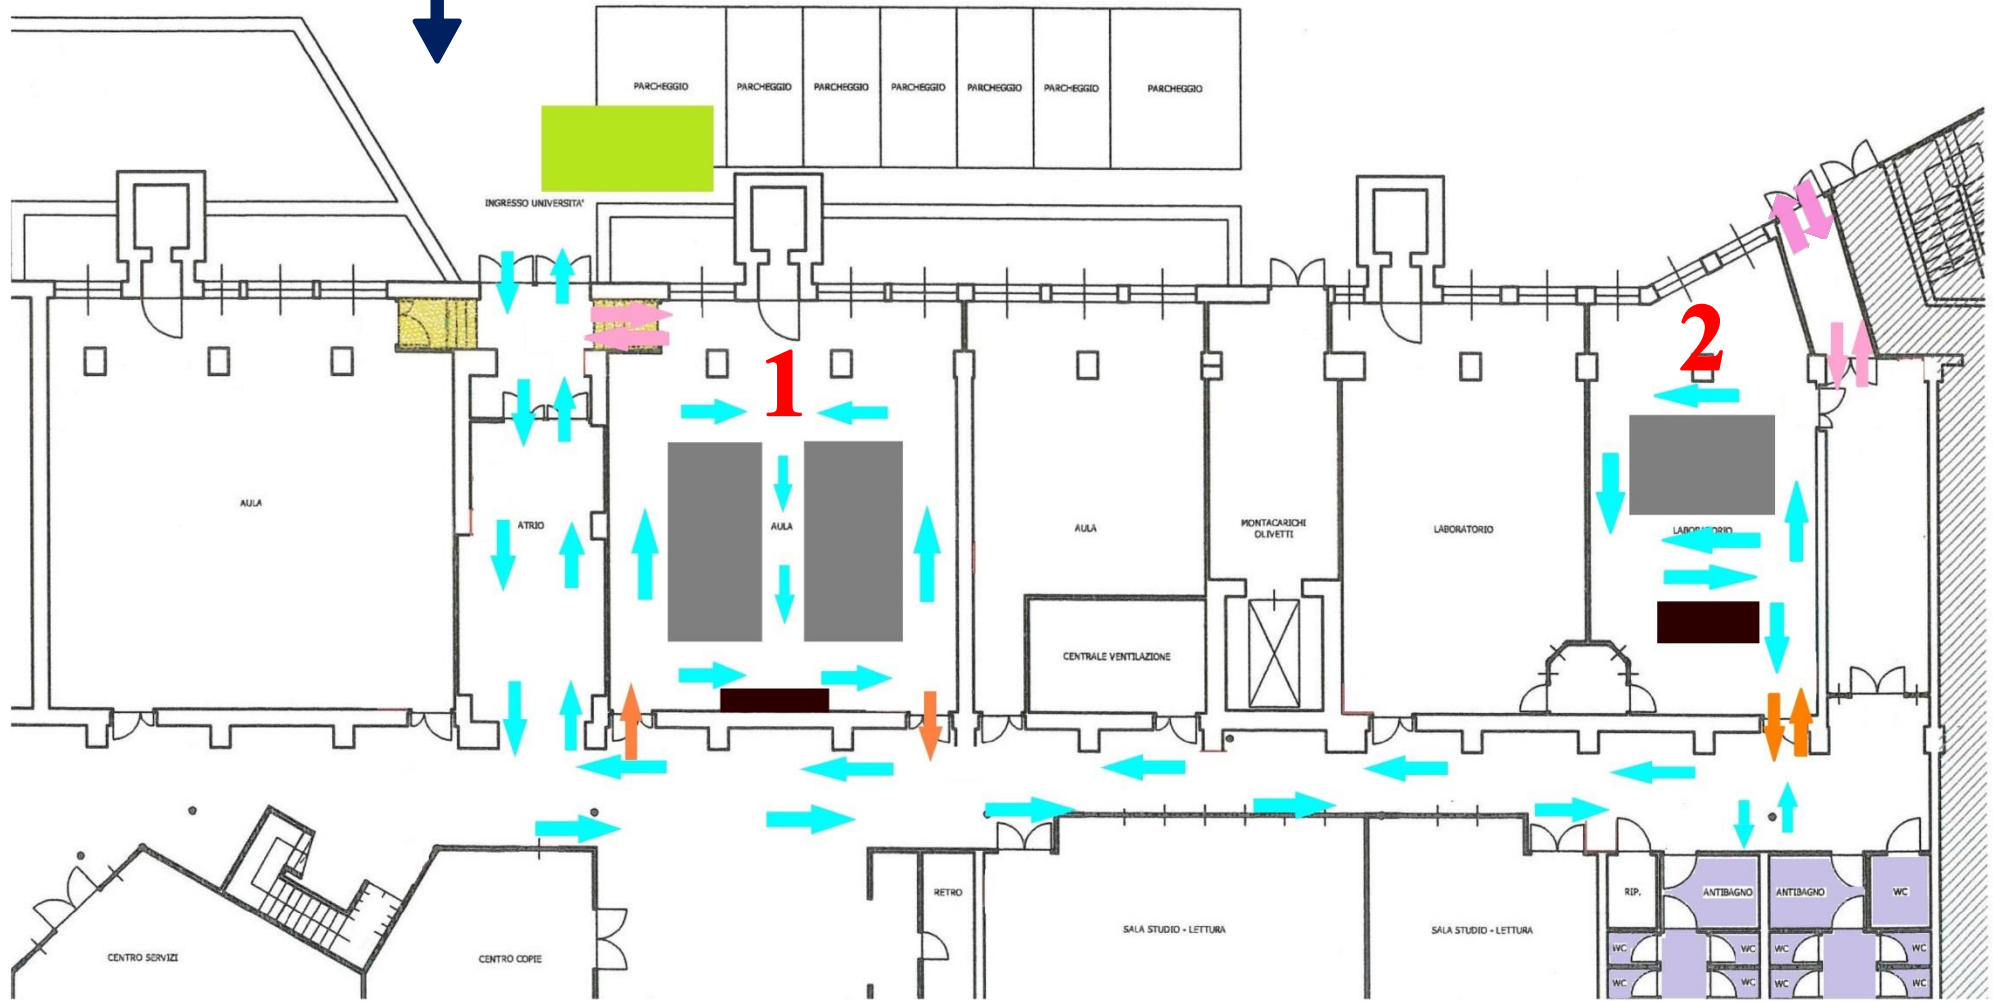 PARCHEGGIO
PARCHEGGIO
PARCHEGGIO
PARCHEGGIO
PARCHEGGIO
PARCHEGGIO
PARCHEGGIO
INGRESSO UNIVERSITA'
1
2
AULA
ATRIO
AULA
AULA
MONTACARICHI
OLIVETTI
LABORATORIO
LABORATORIO
CENTRALE VENTILAZIONE
CENTRO SERVIZI
CENTRO COPIE
RETRO
SALA STUDIO - LETTURA
SALA STUDIO - LETTURA
RIP.
ANTIBAGNO
ANTIBAGNO
WC
WC
WC
WC
WC
WC
WC
WC
WC